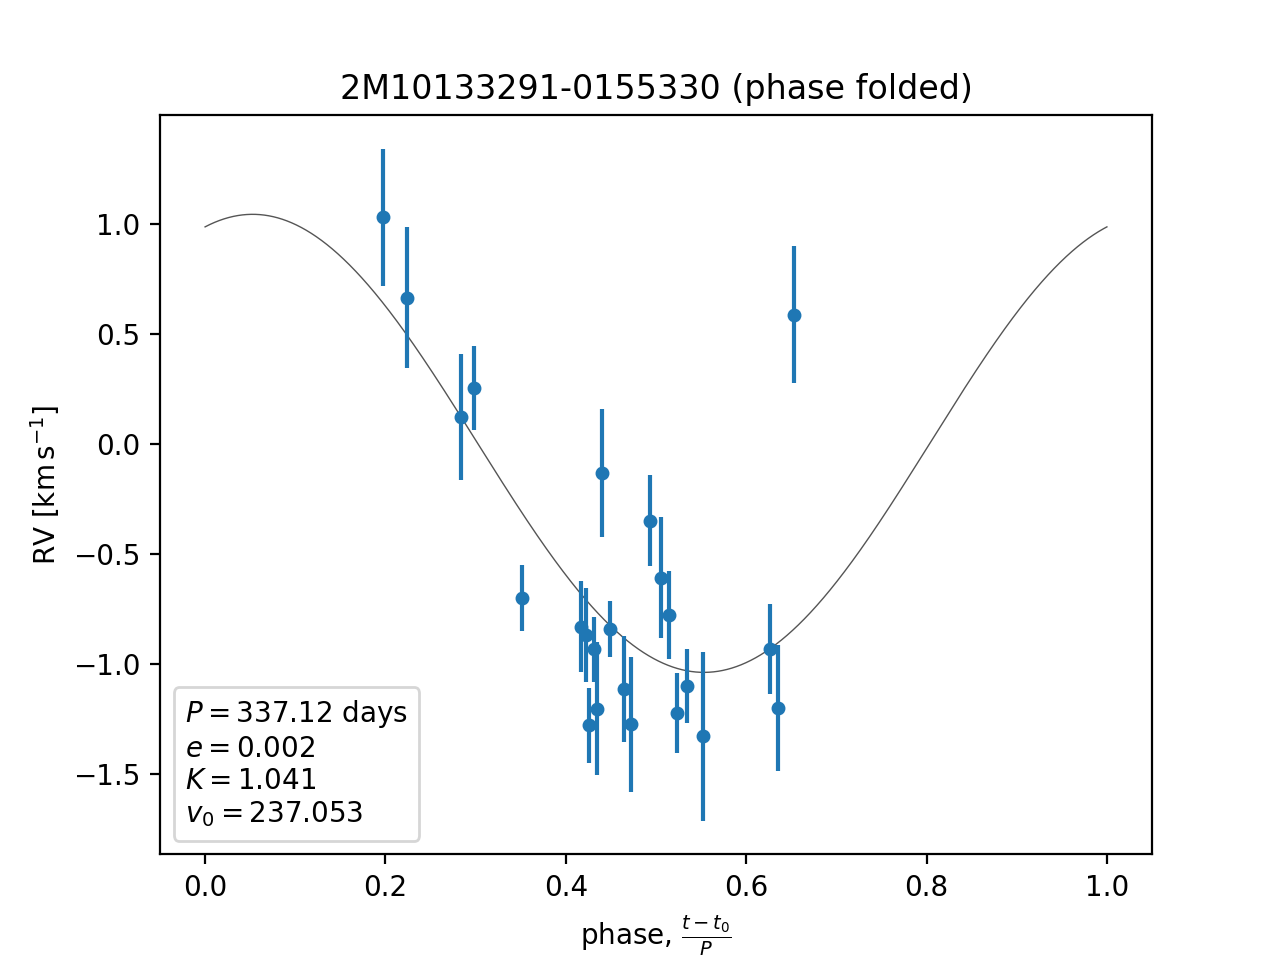 2M10133291-0155330 (phase folded)
RV [km s⁻¹]
1.0
0.5
0.0
−0.5
−1.0
−1.5
P = 337.12 days
e = 0.002
K = 1.041
v₀ = 237.053
0.0 0.2 0.4 0.6 0.8 1.0
phase, (t − t₀)/P